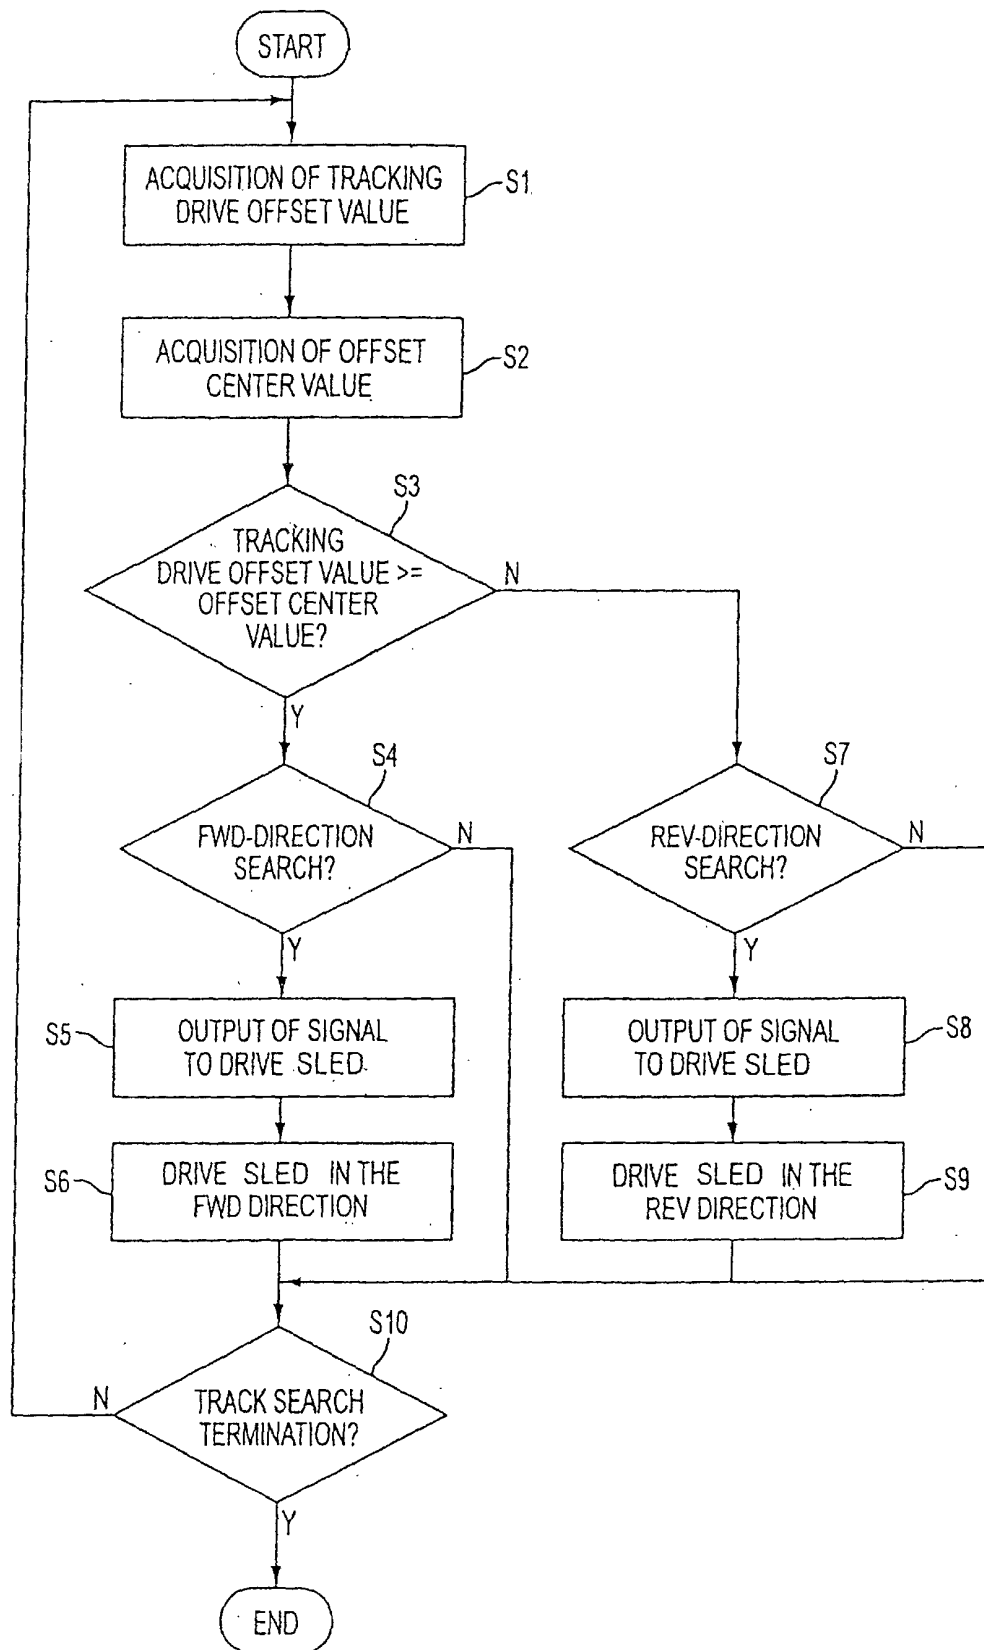 START
ACQUISITION OF TRACKING
DRIVE OFFSET VALUE
S1
ACQUISITION OF OFFSET
CENTER VALUE
S2
S3
TRACKING
DRIVE OFFSET VALUE >=
OFFSET CENTER
VALUE?
N
Y
S4
FWD-DIRECTION
SEARCH?
N
Y
S7
REV-DIRECTION
SEARCH?
N
Y
S5
OUTPUT OF SIGNAL
TO DRIVE SLED
OUTPUT OF SIGNAL
TO DRIVE SLED
S8
S6
DRIVE SLED IN THE
FWD DIRECTION
DRIVE SLED IN THE
REV DIRECTION
S9
S10
N
TRACK SEARCH
TERMINATION?
Y
END